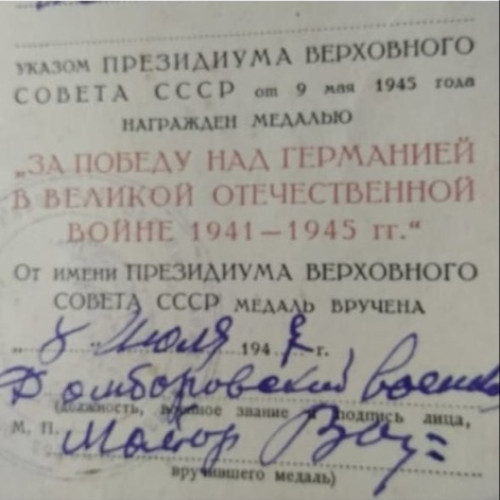 УКАЗОМ ПРЕЗИДИУМА ВЕРХОВНОГО
СОВЕТА СССР от 9 мая 1945 года
НАГРАЖДЕН МЕДАЛЬЮ
„ЗА ПОБЕДУ НАД ГЕРМАНИЕЙ
В ВЕЛИКОЙ ОТЕЧЕСТВЕННОЙ
ВОЙНЕ 1941—1945 гг.“
От имени ПРЕЗИДИУМА ВЕРХОВНОГО
СОВЕТА СССР МЕДАЛЬ ВРУЧЕНА
„8“ Июля 194 г.
Домборовский
(должность, военное звание и подпись лица,
М. П. Майор
вручившего медаль)